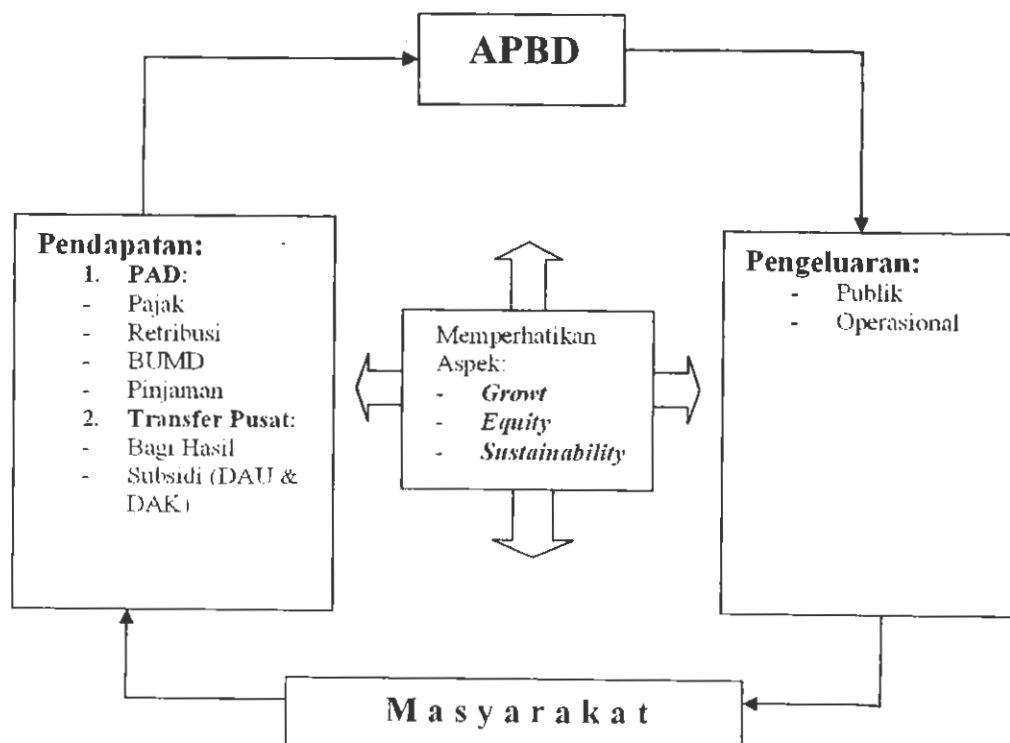 APBD
Pendapatan:
1. PAD:
- Pajak
- Retribusi
- BUMD
- Pinjaman
2. Transfer Pusat:
- Bagi Hasil
- Subsidi (DAU &
DAK)
Memperhatikan
Aspek:
- Growt
- Equity
- Sustainability
Pengeluaran:
- Publik
- Operasional
Masyarakat